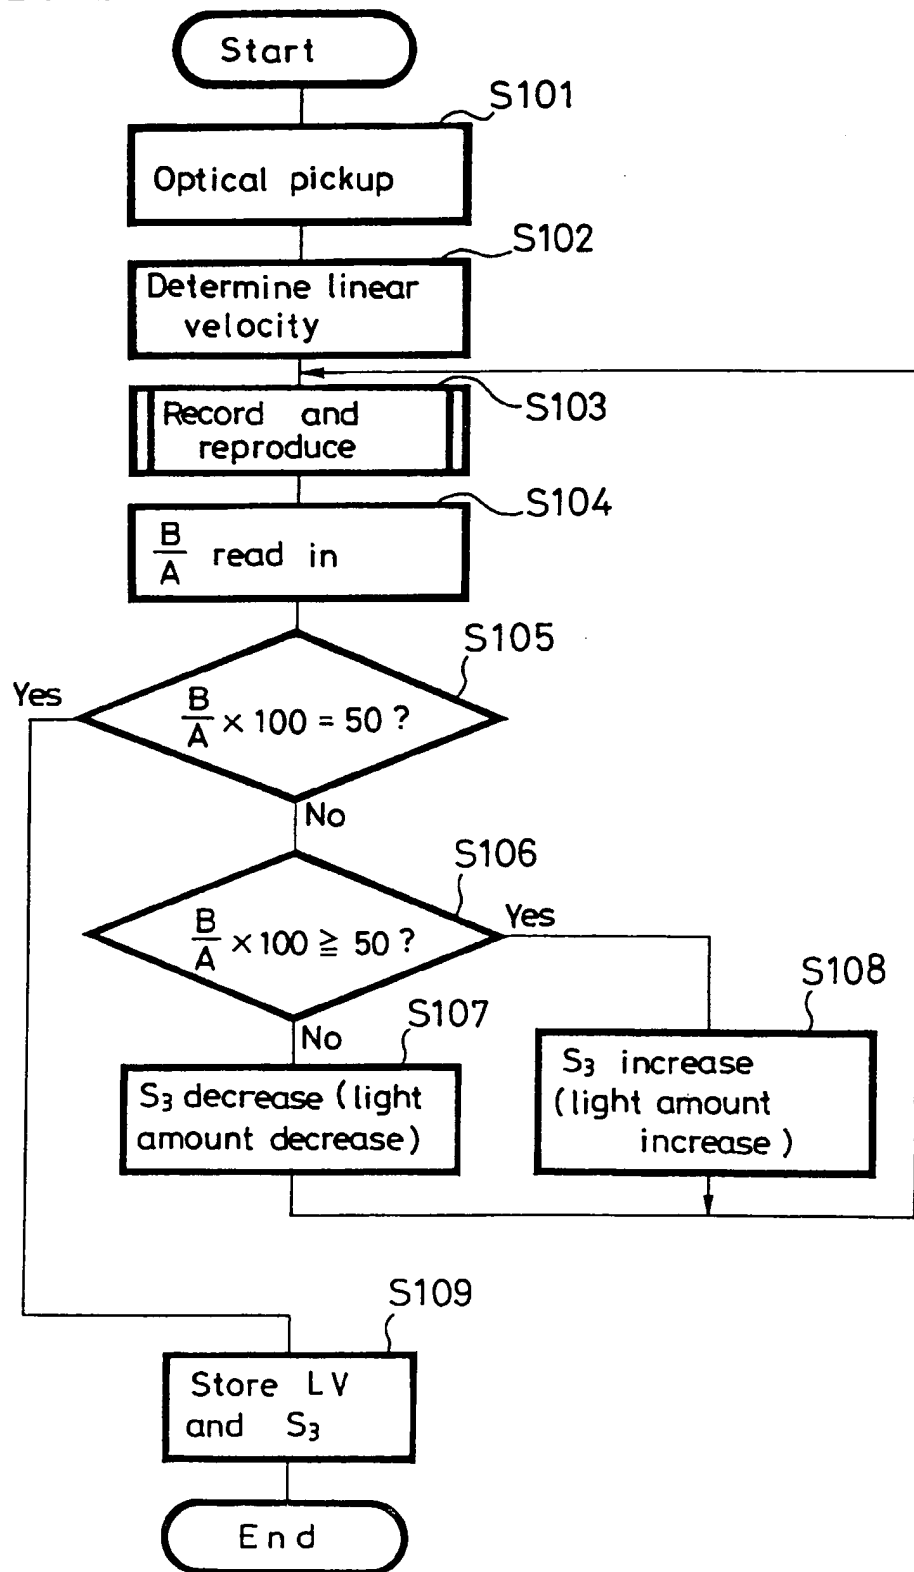 Start
S101
Optical pickup
S102
Determine linear
velocity
S103
Record and
reproduce
S104
B/A read in
S105
Yes
B/A × 100 = 50 ?
No
S106
Yes
B/A × 100 ≧ 50 ?
S108
S107
No
S₃ increase
(light amount
increase)
S₃ decrease (light
amount decrease)
S109
Store LV
and S₃
End